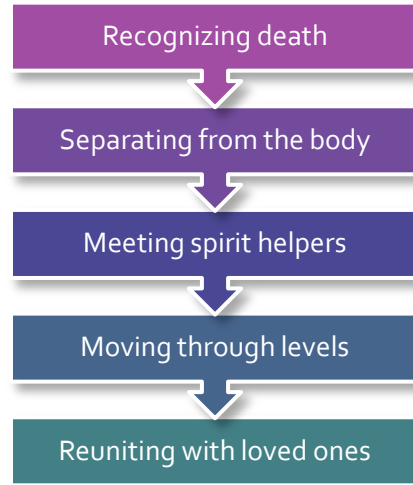 Recognizing death
Separating from the body
Meeting spirit helpers
Moving through levels
Reuniting with loved ones